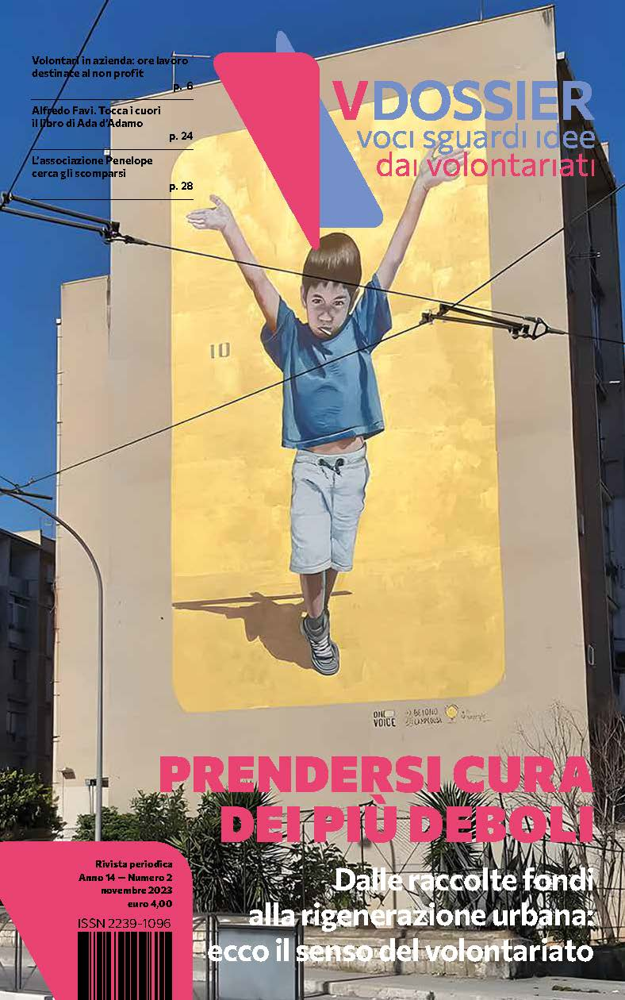 Volontari in azienda: ore lavoro
destinate al non profit
p. 6
Alfredo Favi. Tocca i cuori
il libro di Ada d'Adamo
p. 24
L'associazione Penelope
cerca gli scomparsi
p. 28
VDOSSIER
voci sguardi idee
dai volontariati
10
ONE
VOICE
BEYOND
LAMPEDUSA
PRENDERSI CURA
DEI PIÙ DEBOLI
Dalle raccolte fondi
alla rigenerazione urbana:
ecco il senso del volontariato
Rivista periodica
Anno 14 — Numero 2
novembre 2023
euro 4,00
ISSN 2239-1096